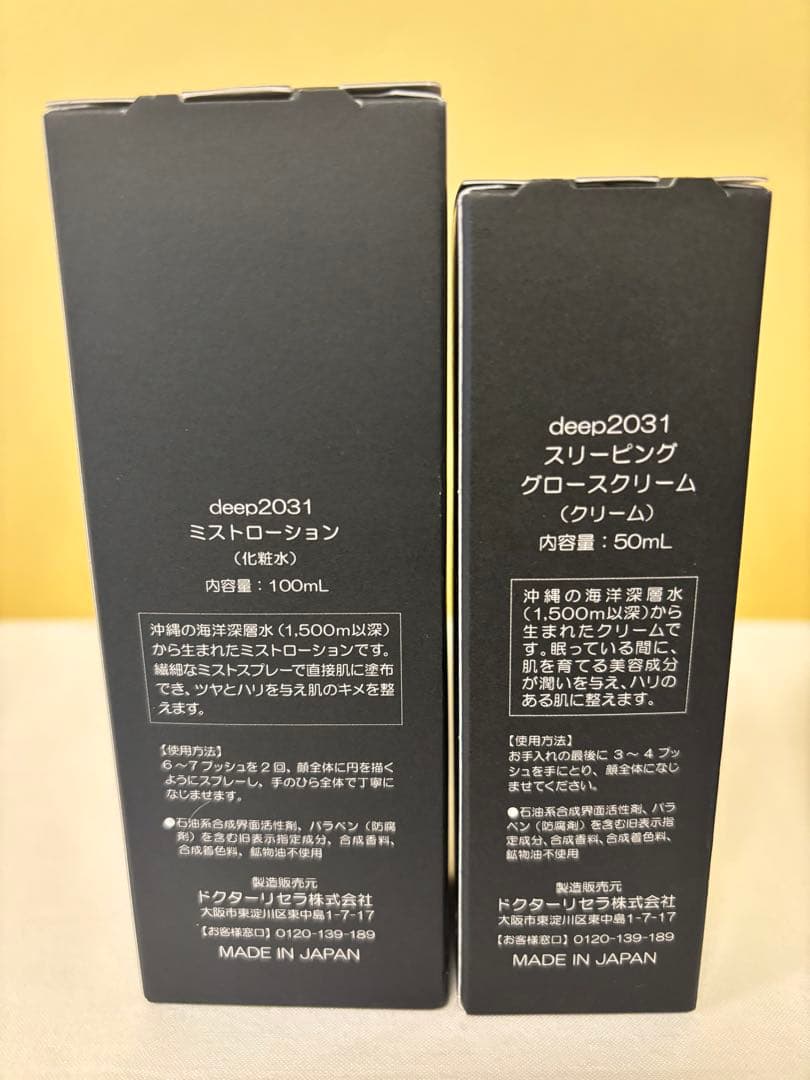 deep2031
ミストローション
(化粧水)
内容量：100mL
沖縄の海洋深層水(1,500m以深)
から生まれたミストローションです。
繊細なミストスプレーで直接肌に塗布
でき、ツヤとハリを与え肌のキメを整
えます。
【使用方法】
6〜7プッシュを2回、顔全体に円を描く
ようにスプレーし、手のひら全体で丁寧に
なじませます。
●石油系合成界面活性剤、パラベン(防腐
剤)を含む旧表示指定成分、合成香料、
合成着色料、鉱物油不使用
製造販売元
ドクターリセラ株式会社
大阪市東淀川区東中島1-7-17
【お客様窓口】0120-139-189
MADE IN JAPAN
deep2031
スリーピング
グロースクリーム
(クリーム)
内容量：50mL
沖縄の海洋深層水
(1,500m以深)から
生まれたクリームで
す。眠っている間に、
肌を育てる美容成分
が潤いを与え、ハリの
ある肌に整えます。
【使用方法】
お手入れの最後に3〜4プッ
シュを手にとり、顔全体になじ
ませてください。
●石油系合成界面活性剤、パラ
ベン(防腐剤)を含む旧表示指
定成分、合成香料、合成着色料、
鉱物油不使用
製造販売元
ドクターリセラ株式会社
大阪市東淀川区東中島1-7-17
【お客様窓口】0120-139-189
MADE IN JAPAN